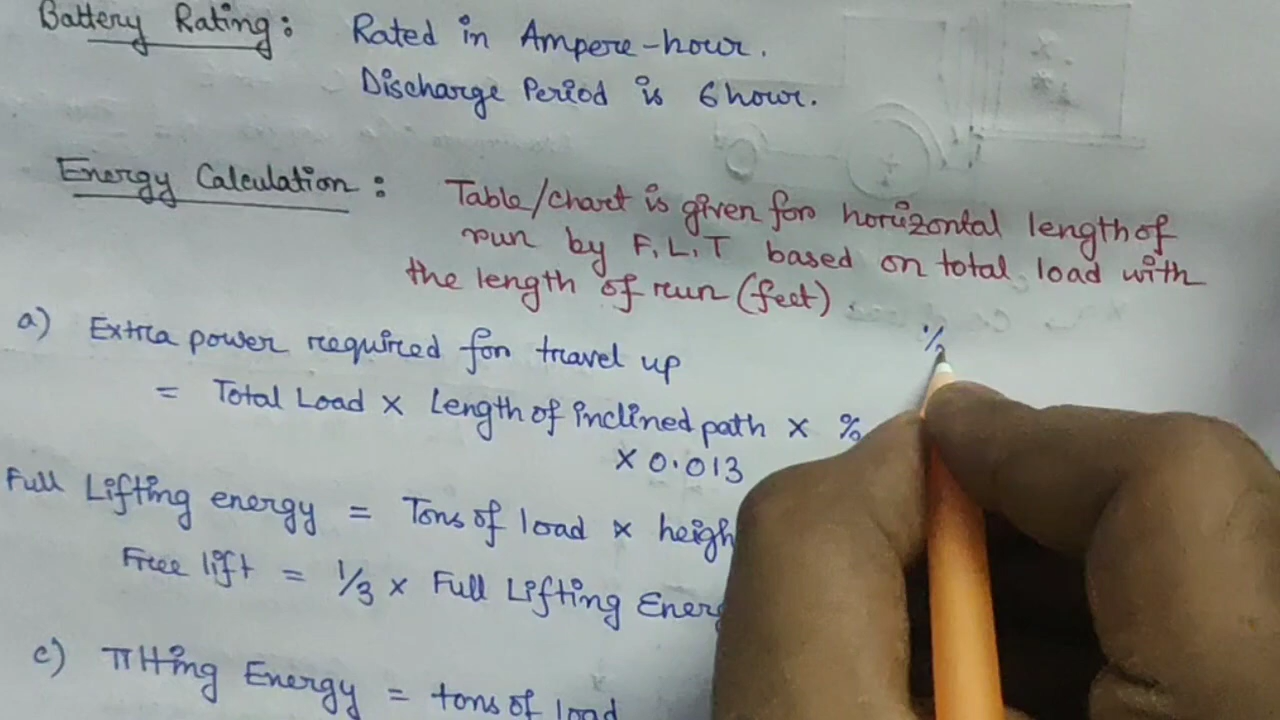 Battery Rating: Rated in Ampere-hour.
Discharge Period is 6 hour.
Energy Calculation: Table/chart is given for horizontal length of
run by F.L.T based on total load with
the length of run (feet).
a) Extra power required for travel up
= Total Load × Length of inclined path × %
× 0.013
%
Full Lifting energy = Tons of load × heigh
Free lift = 1/3 × Full Lifting Energ
c) Tilting Energy = tons of load